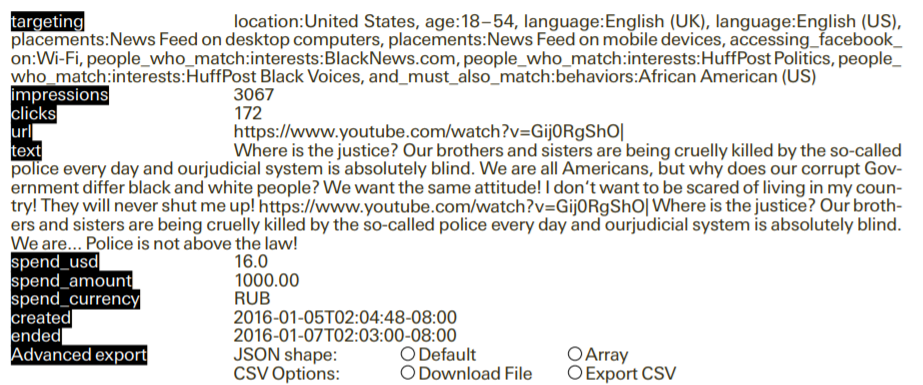 targeting location:United States, age:18–54, language:English (UK), language:English (US),
placements:News Feed on desktop computers, placements:News Feed on mobile devices, accessing_facebook_
on:Wi-Fi, people_who_match:interests:BlackNews.com, people_who_match:interests:HuffPost Politics, people_
who_match:interests:HuffPost Black Voices, and_must_also_match:behaviors:African American (US)
impressions 3067
clicks 172
url https://www.youtube.com/watch?v=Gij0RgShO|
text Where is the justice? Our brothers and sisters are being cruelly killed by the so-called
police every day and ourjudicial system is absolutely blind. We are all Americans, but why does our corrupt Gov-
ernment differ black and white people? We want the same attitude! I don't want to be scared of living in my coun-
try! They will never shut me up! https://www.youtube.com/watch?v=Gij0RgShO| Where is the justice? Our broth-
ers and sisters are being cruelly killed by the so-called police every day and ourjudicial system is absolutely blind.
We are... Police is not above the law!
spend_usd 16.0
spend_amount 1000.00
spend_currency RUB
created 2016-01-05T02:04:48-08:00
ended 2016-01-07T02:03:00-08:00
Advanced export JSON shape: Default Array
CSV Options: Download File Export CSV